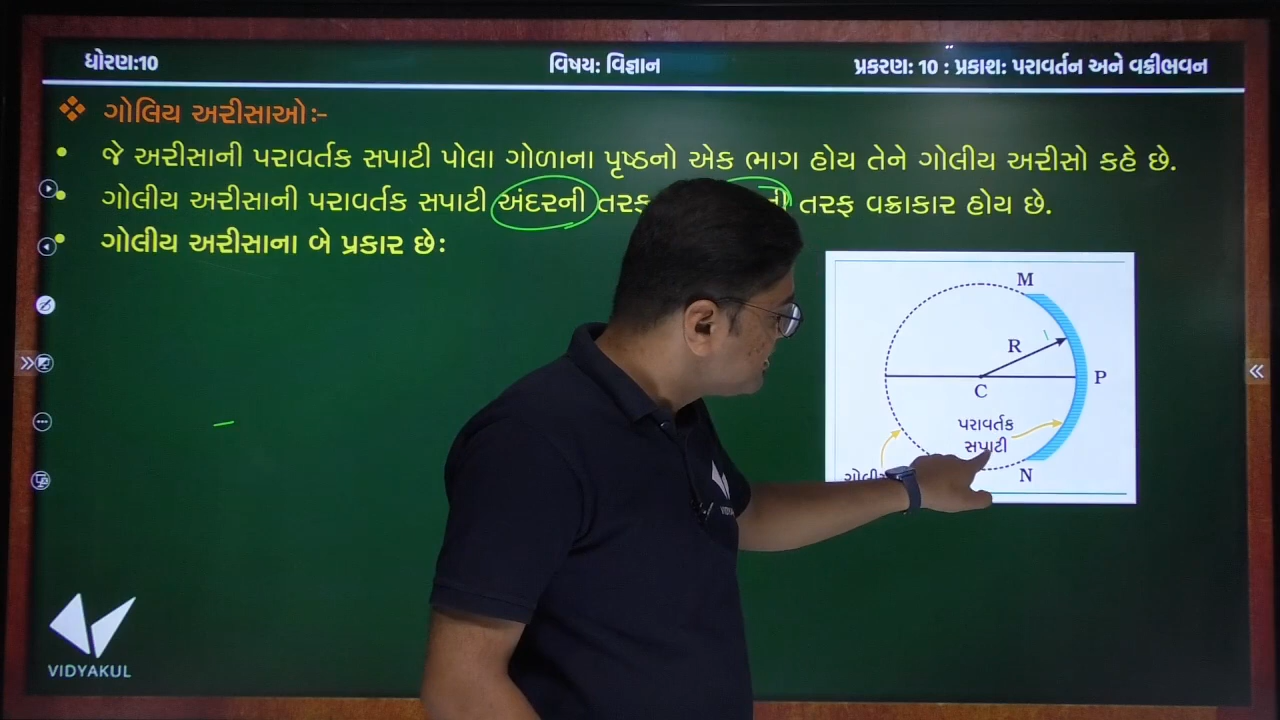 ધોરણ:10
વિષય: વિજ્ઞાન
પ્રકરણ: 10 : પ્રકાશ: પરાવર્તન અને વક્રીભવન
❖ ગોલિય અરીસાઓ:-
• જે અરીસાની પરાવર્તક સપાટી પોલા ગોળાના પૃષ્ઠનો એક ભાગ હોય તેને ગોલીય અરીસો કહે છે.
• ગોલીય અરીસાની પરાવર્તક સપાટી અંદરની તરફ તરફ વક્રાકાર હોય છે.
• ગોલીય અરીસાના બે પ્રકાર છે:
M
R
C
P
પરાવર્તક
સપાટી
N
VIDYAKUL